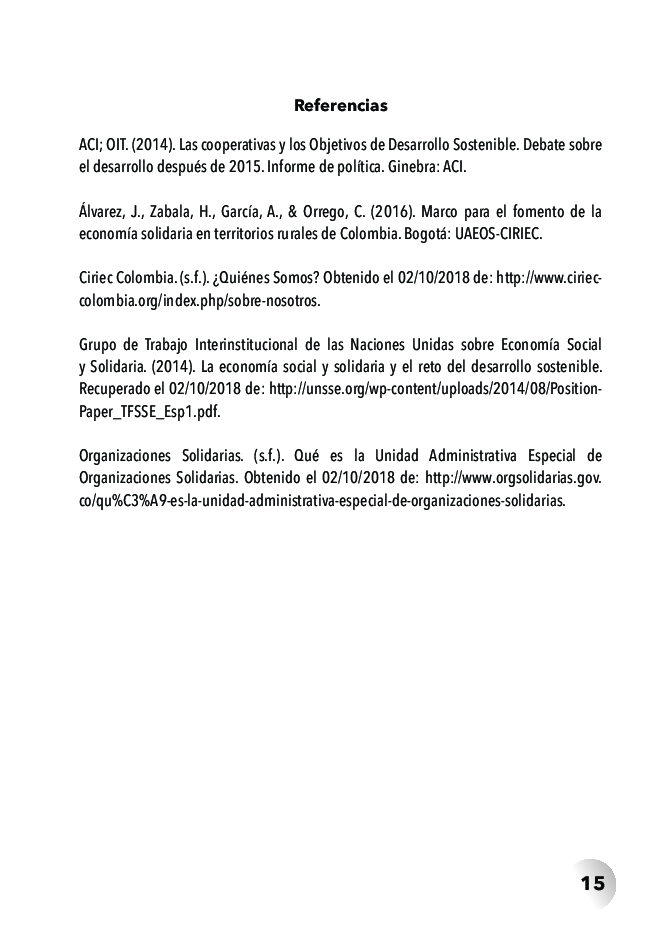 Referencias
ACI; OIT. (2014). Las cooperativas y los Objetivos de Desarrollo Sostenible. Debate sobre
el desarrollo después de 2015. Informe de política. Ginebra: ACI.
Álvarez, J., Zabala, H., García, A., & Orrego, C. (2016). Marco para el fomento de la
economía solidaria en territorios rurales de Colombia. Bogotá: UAEOS-CIRIEC.
Ciriec Colombia. (s.f.). ¿Quiénes Somos? Obtenido el 02/10/2018 de: http://www.ciriec-
colombia.org/index.php/sobre-nosotros.
Grupo de Trabajo Interinstitucional de las Naciones Unidas sobre Economía Social
y Solidaria. (2014). La economía social y solidaria y el reto del desarrollo sostenible.
Recuperado el 02/10/2018 de: http://unsse.org/wp-content/uploads/2014/08/Position-
Paper_TFSSE_Esp1.pdf.
Organizaciones Solidarias. (s.f.). Qué es la Unidad Administrativa Especial de
Organizaciones Solidarias. Obtenido el 02/10/2018 de: http://www.orgsolidarias.gov.
co/qu%C3%A9-es-la-unidad-administrativa-especial-de-organizaciones-solidarias.
15